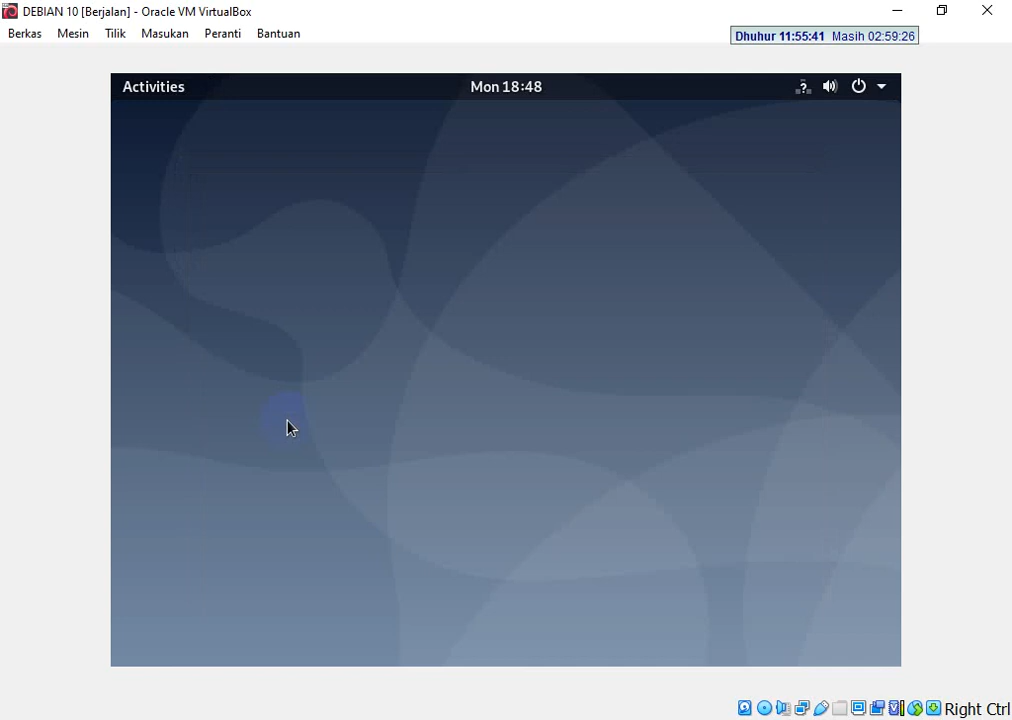 DEBIAN 10 [Berjalan] - Oracle VM VirtualBox
Berkas Mesin Tilik Masukan Peranti Bantuan
Dhuhur 11:55:41 Masih 02:59:26
Activities Mon 18:48
?
Right Ctrl